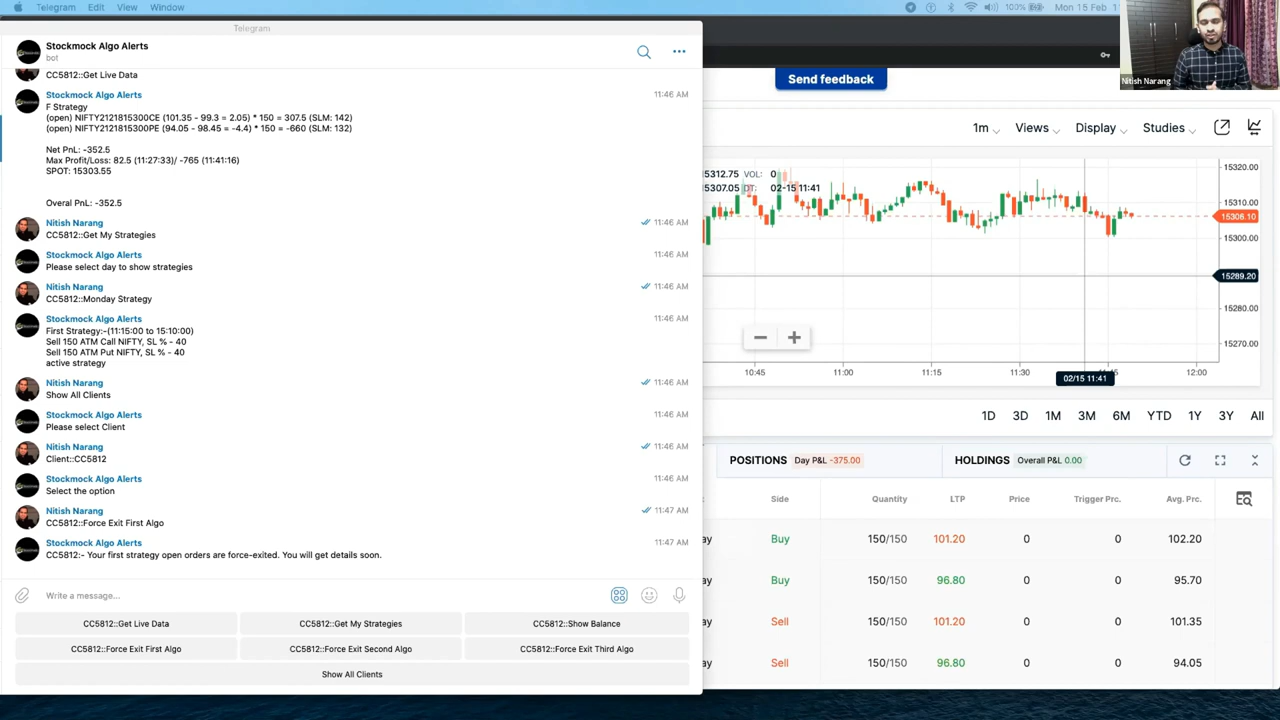 Telegram Edit View Window
100%
Mon 15 Feb
Telegram
Stockmock Algo Alerts
bot
CC5812::Get Live Data
Stockmock Algo Alerts 11:46 AM
F Strategy
(open) NIFTY2121815300CE (101.35 - 99.3 = 2.05) * 150 = 307.5 (SLM: 142)
(open) NIFTY2121815300PE (94.05 - 98.45 = -4.4) * 150 = -660 (SLM: 132)
Net PnL: -352.5
Max Profit/Loss: 82.5 (11:27:33)/ -765 (11:41:16)
SPOT: 15303.55
Overal PnL: -352.5
Nitish Narang 11:46 AM
CC5812::Get My Strategies
Stockmock Algo Alerts 11:46 AM
Please select day to show strategies
Nitish Narang 11:46 AM
CC5812::Monday Strategy
Stockmock Algo Alerts 11:46 AM
First Strategy:-(11:15:00 to 15:10:00)
Sell 150 ATM Call NIFTY, SL % - 40
Sell 150 ATM Put NIFTY, SL % - 40
active strategy
Nitish Narang 11:46 AM
Show All Clients
Stockmock Algo Alerts 11:46 AM
Please select Client
Nitish Narang 11:46 AM
Client::CC5812
Stockmock Algo Alerts 11:46 AM
Select the option
Nitish Narang 11:47 AM
CC5812::Force Exit First Algo
Stockmock Algo Alerts 11:47 AM
CC5812:- Your first strategy open orders are force-exited. You will get details soon.
Write a message...
CC5812::Get Live Data CC5812::Get My Strategies CC5812::Show Balance
CC5812::Force Exit First Algo CC5812::Force Exit Second Algo CC5812::Force Exit Third Algo
Show All Clients
Nitish Narang
Send feedback
1m Views Display Studies
15312.75 VOL: 0
15307.05 DT: 02-15 11:41
15320.00
15310.00
15306.10
15300.00
15289.20
15280.00
15270.00
10:45 11:00 11:15 11:30 11:45 12:00
02/15 11:41
1D 3D 1M 3M 6M YTD 1Y 3Y All
POSITIONS Day P&L -375.00 HOLDINGS Overall P&L 0.00
Side Quantity LTP Price Trigger Prc. Avg. Prc.
ay Buy 150/150 101.20 0 0 102.20
ay Buy 150/150 96.80 0 0 95.70
ay Sell 150/150 101.20 0 0 101.35
ay Sell 150/150 96.80 0 0 94.05